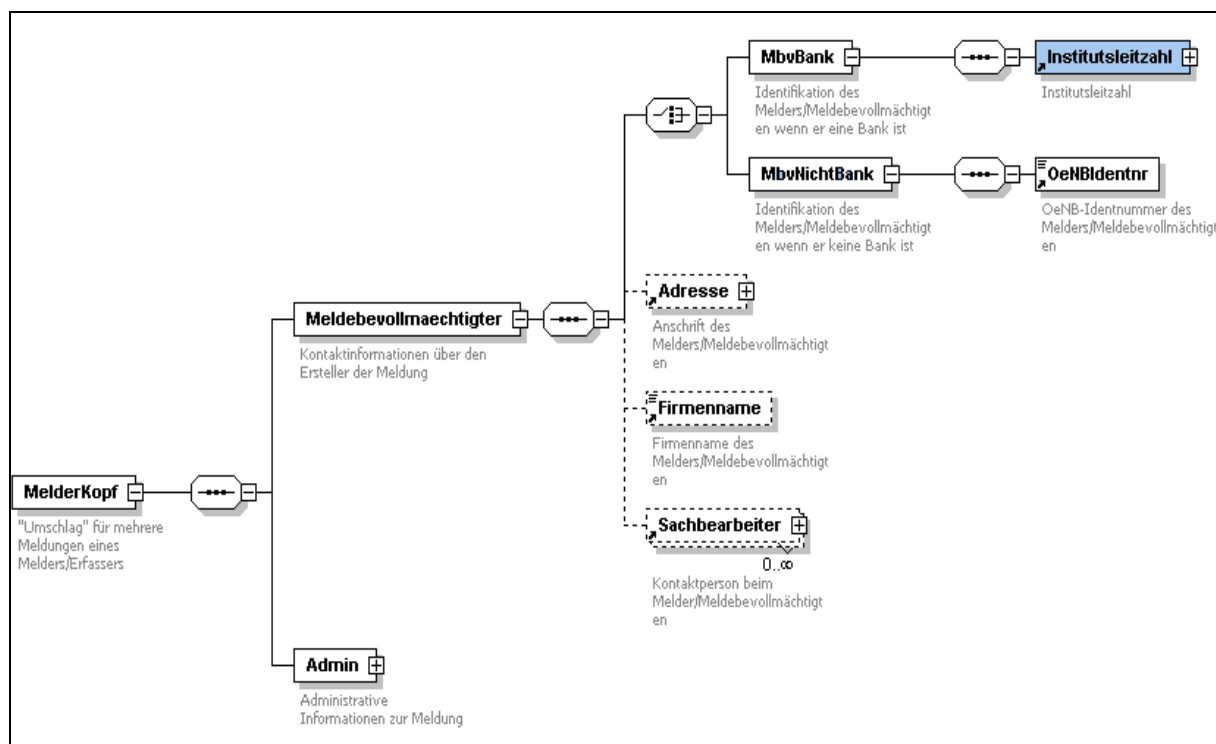 MbvBank
Identifikation des
Melders/Meldebevollmächtigt
en wenn er eine Bank ist
Institutsleitzahl
Institutsleitzahl
MbvNichtBank
Identifikation des
Melders/Meldebevollmächtigt
en wenn er keine Bank ist
OeNBIdentnr
OeNB-Identnummer des
Melders/Meldebevollmächtigt
en
Adresse
Anschrift des
Melders/Meldebevollmächtigt
en
Meldebevollmaechtigter
Kontaktinformationen über den
Ersteller der Meldung
Firmenname
Firmenname des
Melders/Meldebevollmächtigt
en
MelderKopf
"Umschlag" für mehrere
Meldungen eines
Melders/Erfassers
Sachbearbeiter
0..∞
Kontaktperson beim
Melder/Meldebevollmächtigt
en
Admin
Administrative
Informationen zur Meldung